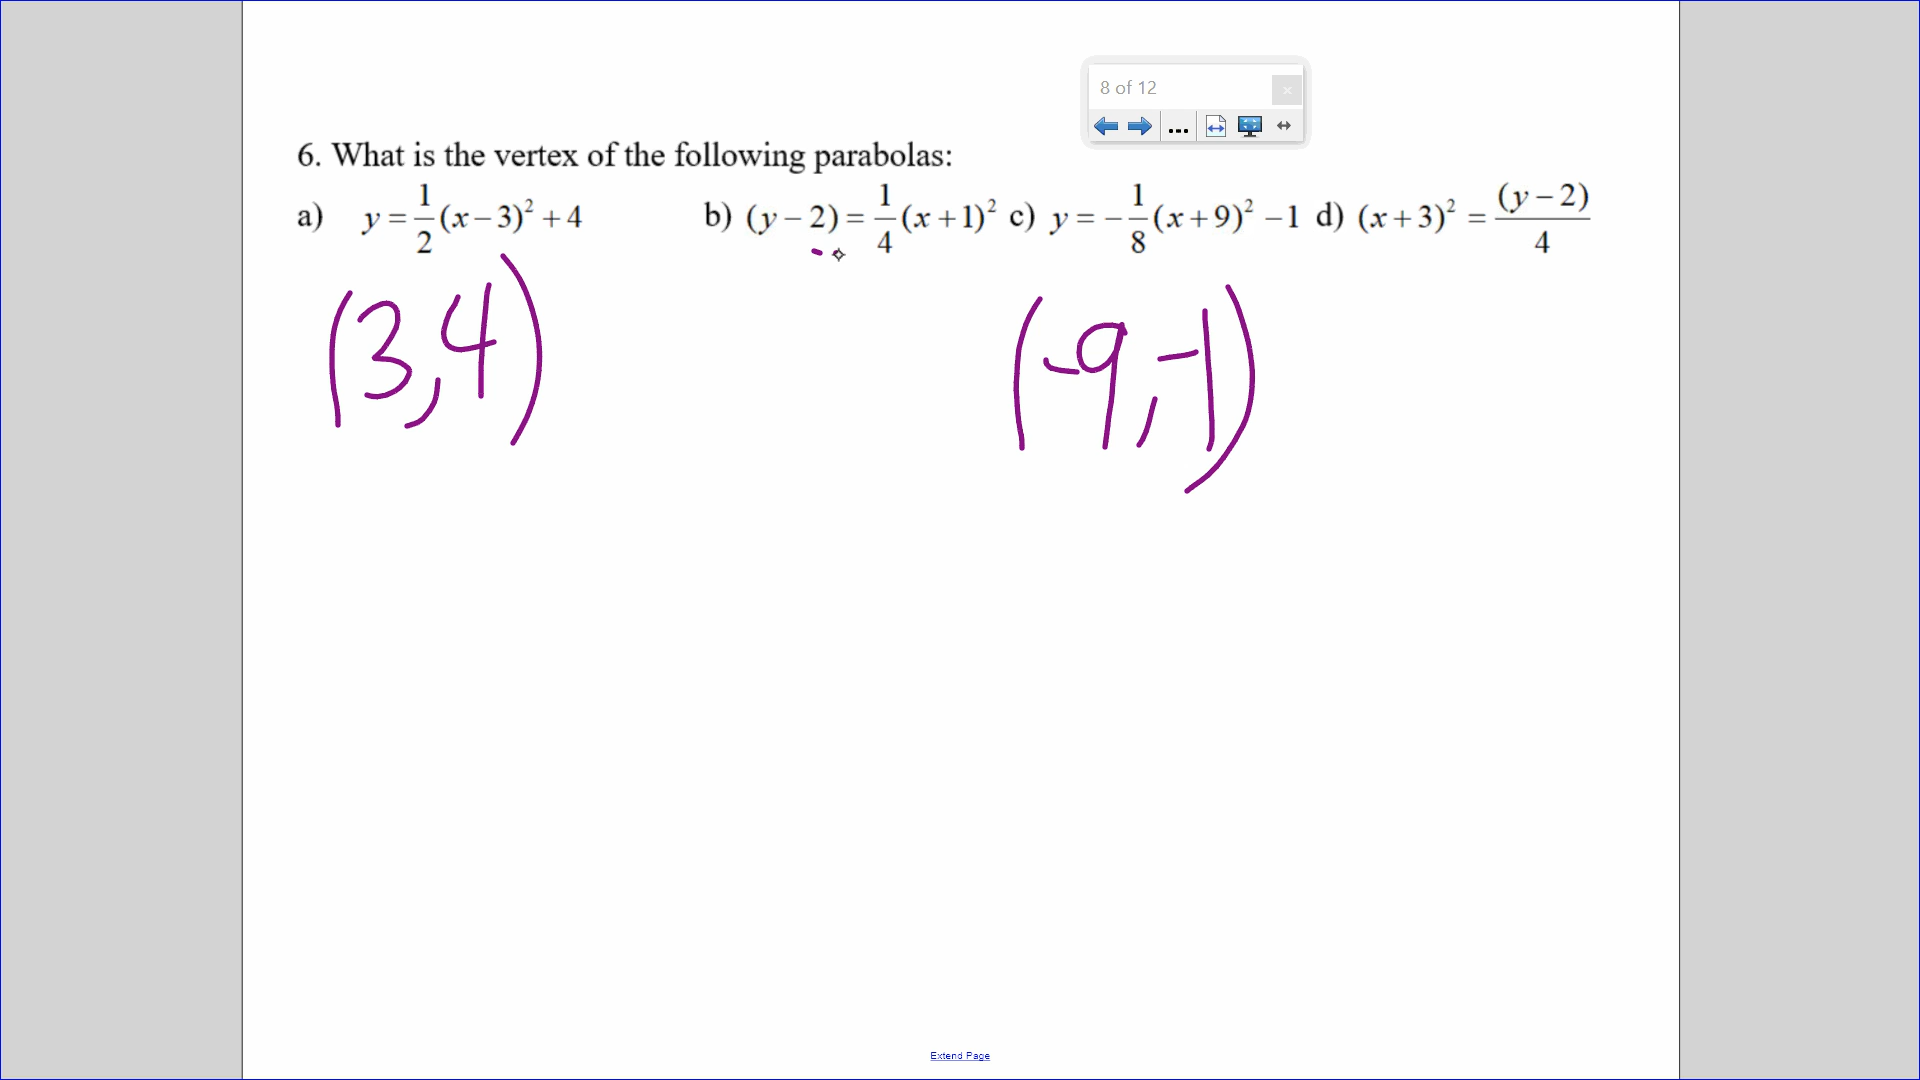 8 of 12
6. What is the vertex of the following parabolas:
a) y = 1/2 (x − 3)² + 4 b) (y − 2) = 1/4 (x + 1)² c) y = − 1/8 (x + 9)² − 1 d) (x + 3)² = (y − 2)/4
(3,4) (-9,-1)
Extend Page